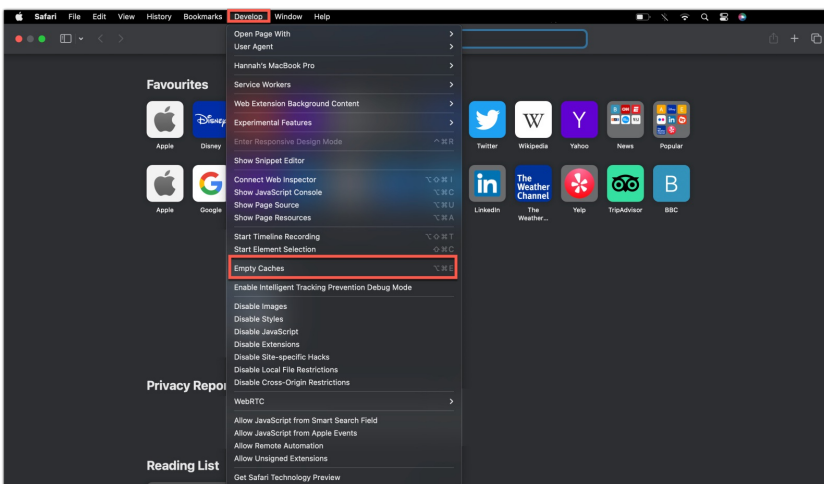 Safari File Edit View History Bookmarks Develop Window Help
Open Page With
User Agent
Hannah's MacBook Pro
Service Workers
Web Extension Background Content
Experimental Features
Enter Responsive Design Mode ^⌘R
Show Snippet Editor
Connect Web Inspector ⌥⇧⌘I
Show JavaScript Console ⌥⌘C
Show Page Source ⌥⌘U
Show Page Resources ⌥⌘A
Start Timeline Recording ⌥⇧⌘T
Start Element Selection ⇧⌘C
Empty Caches ⌥⌘E
Enable Intelligent Tracking Prevention Debug Mode
Disable Images
Disable Styles
Disable JavaScript
Disable Extensions
Disable Site-specific Hacks
Disable Local File Restrictions
Disable Cross-Origin Restrictions
WebRTC
Allow JavaScript from Smart Search Field
Allow JavaScript from Apple Events
Allow Remote Automation
Allow Unsigned Extensions
Get Safari Technology Preview
Favourites
Disney W Y
Apple Disney Twitter Wikipedia Yahoo News Popular
G in The Weather Channel B
Apple Google LinkedIn The Weather... Yelp TripAdvisor BBC
Privacy Repor
Reading List